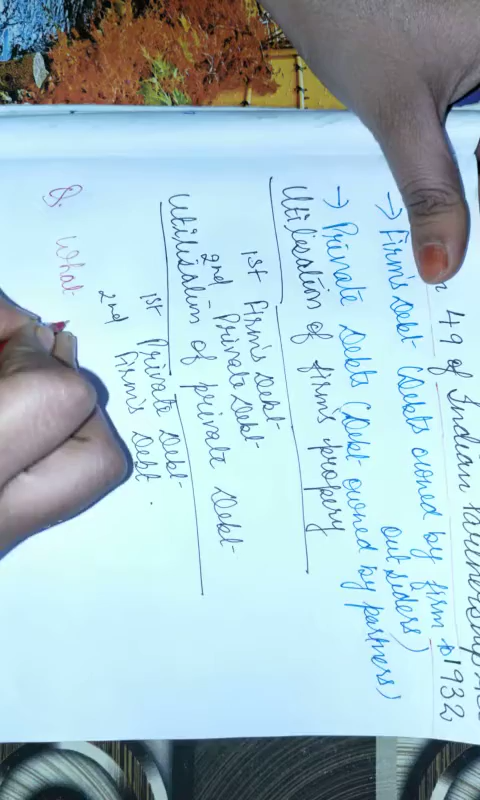 49 of Indian Partnership
1932
→ Firm's Debt (Debts owned by firm to
outsiders)
→ Private Debts (Debt owned by partners)
Utilisation of firm's propery
1st Firm's Debt
2nd Private Debt
Utilisation of private Debt
1st Private Debt
2nd Firm's Debt.
Q. What